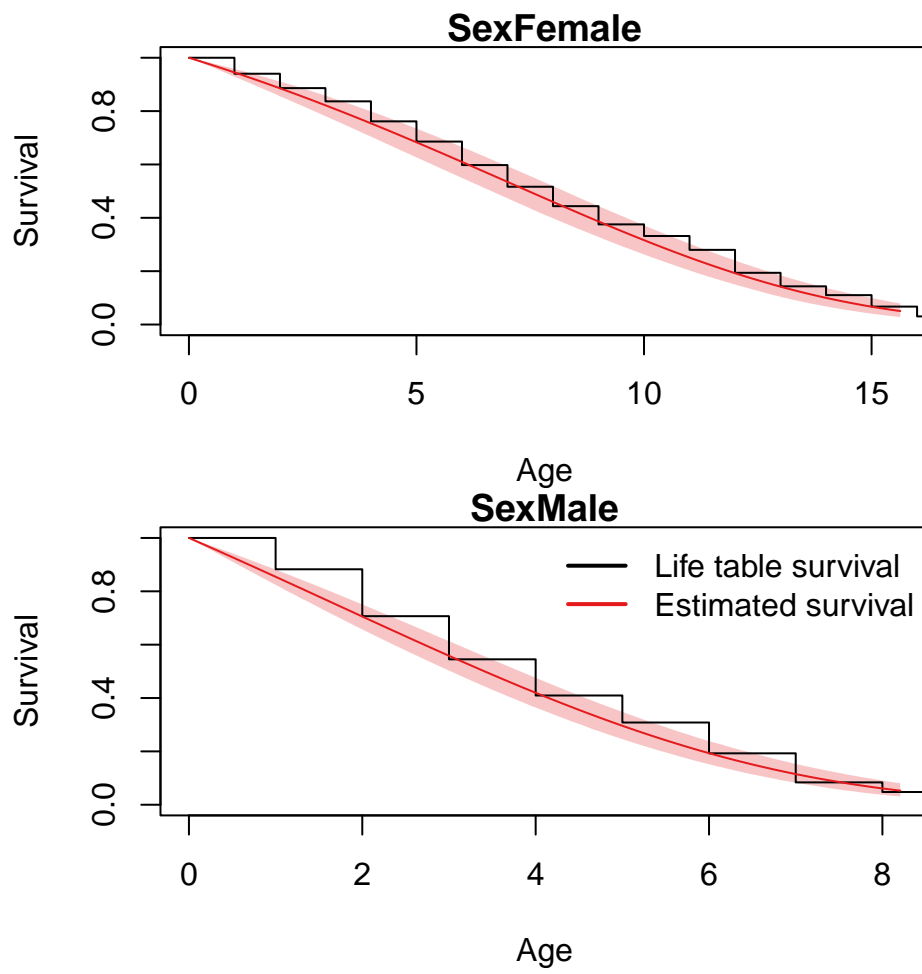 SexFemale
Survival
0.8
0.4
0.0
0 5 10 15
Age
SexMale
Survival
0.8
0.4
0.0
Life table survival
Estimated survival
0 2 4 6 8
Age